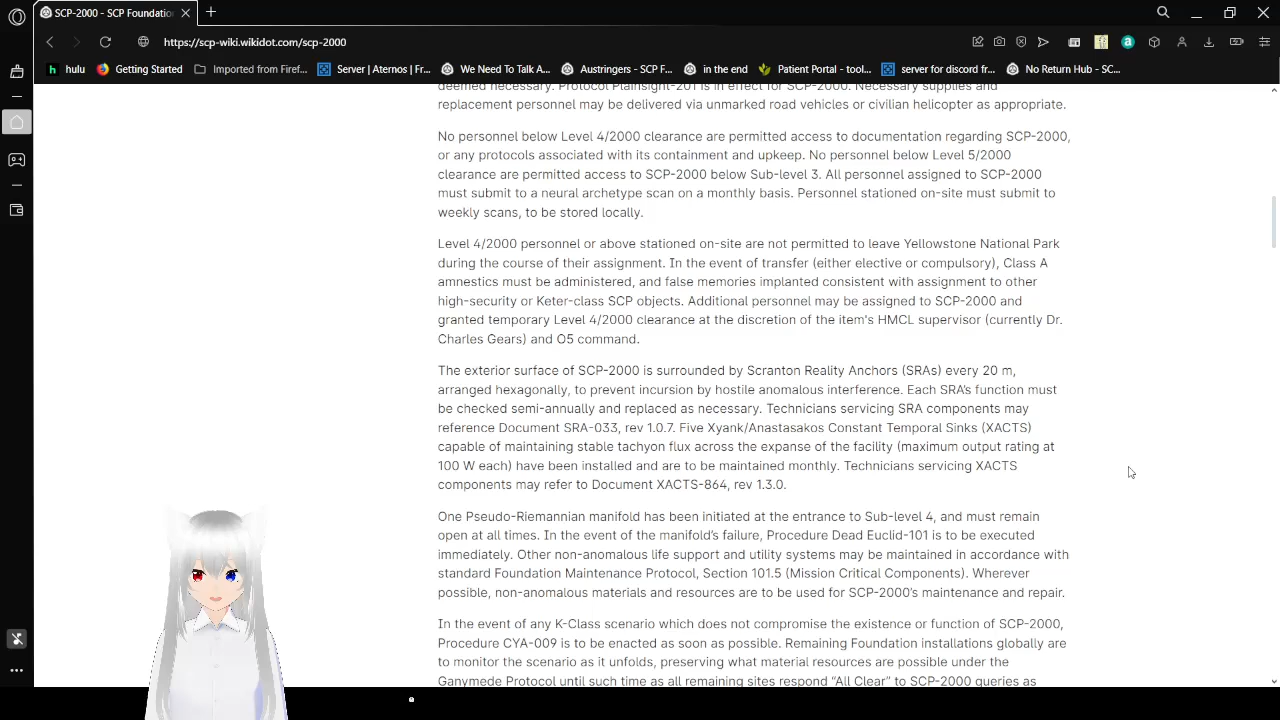 SCP-2000 - SCP Foundatio
https://scp-wiki.wikidot.com/scp-2000
hulu
Getting Started
Imported from Firef...
Server | Aternos | Fr...
We Need To Talk A...
Austringers - SCP F...
in the end
Patient Portal - tool...
server for discord fr...
No Return Hub - SC...
deemed necessary. Protocol Plainsight-201 is in effect for SCP-2000. Necessary supplies and
replacement personnel may be delivered via unmarked road vehicles or civilian helicopter as appropriate.
No personnel below Level 4/2000 clearance are permitted access to documentation regarding SCP-2000,
or any protocols associated with its containment and upkeep. No personnel below Level 5/2000
clearance are permitted access to SCP-2000 below Sub-level 3. All personnel assigned to SCP-2000
must submit to a neural archetype scan on a monthly basis. Personnel stationed on-site must submit to
weekly scans, to be stored locally.
Level 4/2000 personnel or above stationed on-site are not permitted to leave Yellowstone National Park
during the course of their assignment. In the event of transfer (either elective or compulsory), Class A
amnestics must be administered, and false memories implanted consistent with assignment to other
high-security or Keter-class SCP objects. Additional personnel may be assigned to SCP-2000 and
granted temporary Level 4/2000 clearance at the discretion of the item's HMCL supervisor (currently Dr.
Charles Gears) and O5 command.
The exterior surface of SCP-2000 is surrounded by Scranton Reality Anchors (SRAs) every 20 m,
arranged hexagonally, to prevent incursion by hostile anomalous interference. Each SRA's function must
be checked semi-annually and replaced as necessary. Technicians servicing SRA components may
reference Document SRA-033, rev 1.0.7. Five Xyank/Anastasakos Constant Temporal Sinks (XACTS)
capable of maintaining stable tachyon flux across the expanse of the facility (maximum output rating at
100 W each) have been installed and are to be maintained monthly. Technicians servicing XACTS
components may refer to Document XACTS-864, rev 1.3.0.
One Pseudo-Riemannian manifold has been initiated at the entrance to Sub-level 4, and must remain
open at all times. In the event of the manifold's failure, Procedure Dead Euclid-101 is to be executed
immediately. Other non-anomalous life support and utility systems may be maintained in accordance with
standard Foundation Maintenance Protocol, Section 101.5 (Mission Critical Components). Wherever
possible, non-anomalous materials and resources are to be used for SCP-2000's maintenance and repair.
In the event of any K-Class scenario which does not compromise the existence or function of SCP-2000,
Procedure CYA-009 is to be enacted as soon as possible. Remaining Foundation installations globally are
to monitor the scenario as it unfolds, preserving what material resources are possible under the
Ganymede Protocol until such time as all remaining sites respond "All Clear" to SCP-2000 queries as